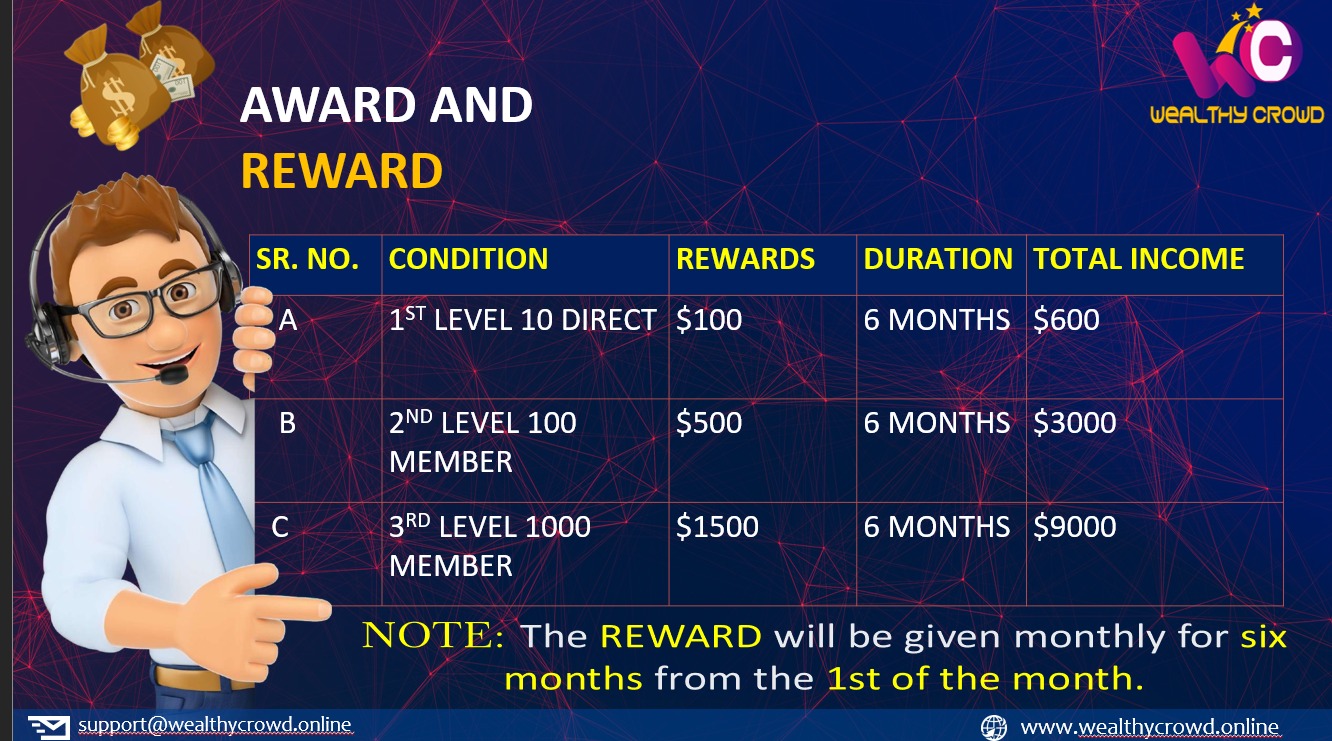 WC
WEALTHY CROWD
AWARD AND
REWARD
SR. NO. CONDITION REWARDS DURATION TOTAL INCOME
A 1ST LEVEL 10 DIRECT $100 6 MONTHS $600
B 2ND LEVEL 100 $500 6 MONTHS $3000
MEMBER
C 3RD LEVEL 1000 $1500 6 MONTHS $9000
MEMBER
NOTE: The REWARD will be given monthly for six
months from the 1st of the month.
support@wealthycrowd.online www.wealthycrowd.online